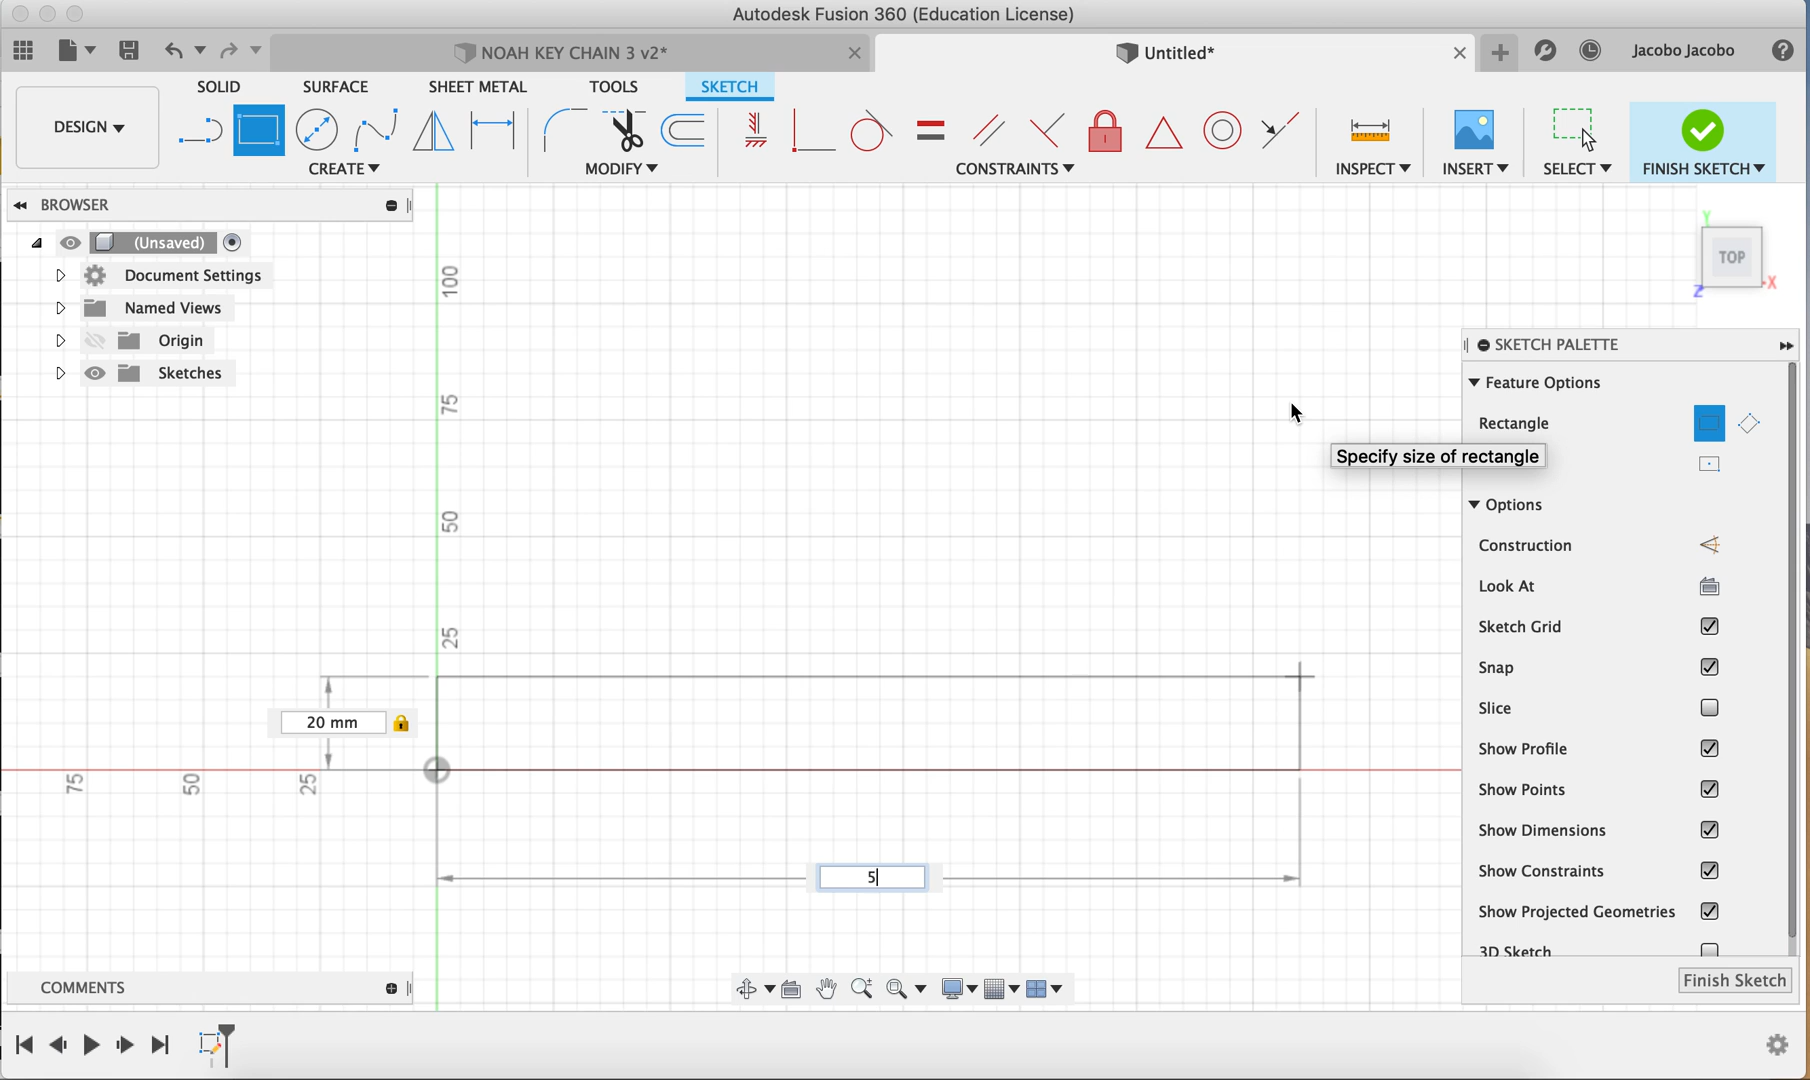 Autodesk Fusion 360 (Education License)
NOAH KEY CHAIN 3 v2*
Untitled*
Jacobo Jacobo
SOLID
SURFACE
SHEET METAL
TOOLS
SKETCH
DESIGN
CREATE
MODIFY
CONSTRAINTS
INSPECT
INSERT
SELECT
FINISH SKETCH
BROWSER
(Unsaved)
Document Settings
Named Views
Origin
Sketches
100
75
50
25
20 mm
75
50
25
5
Y
TOP
X
Z
SKETCH PALETTE
Feature Options
Rectangle
Specify size of rectangle
Options
Construction
Look At
Sketch Grid
Snap
Slice
Show Profile
Show Points
Show Dimensions
Show Constraints
Show Projected Geometries
3D Sketch
Finish Sketch
COMMENTS